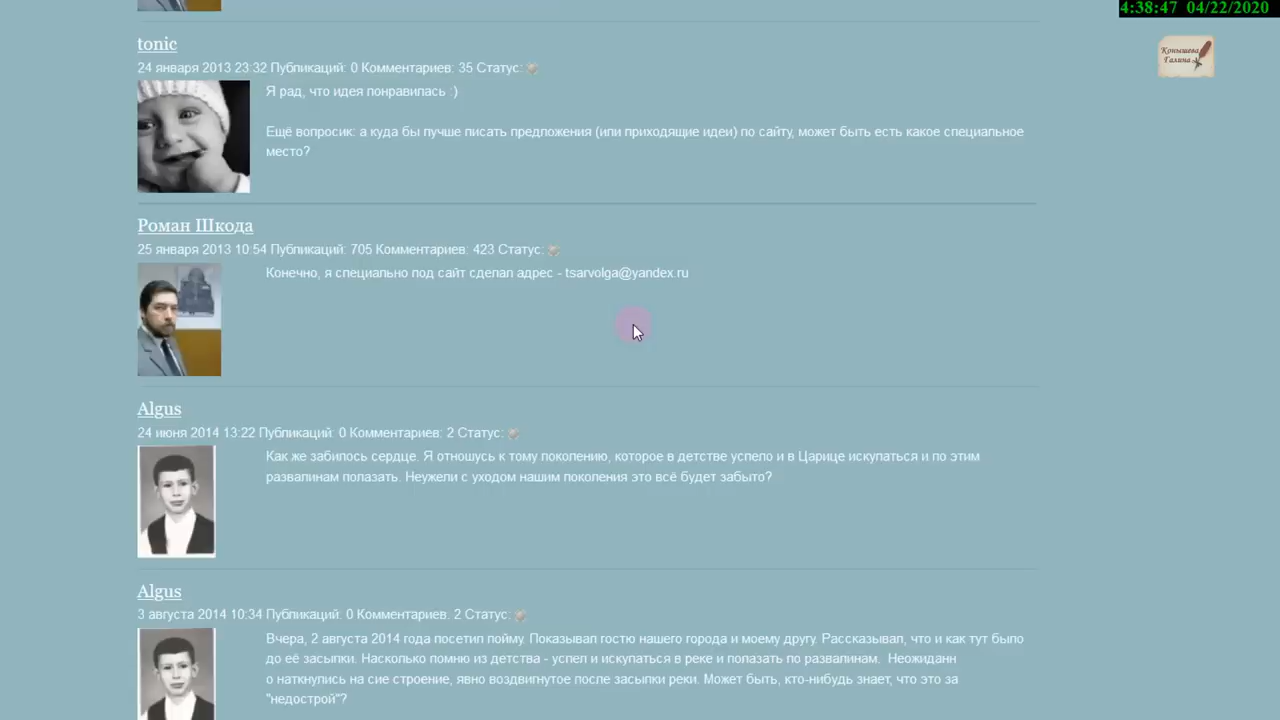 4:38:47 04/22/2020
Конышева
Галина
tonic
24 января 2013 23:32 Публикаций: 0 Комментариев: 35 Статус:
Я рад, что идея понравилась :)
Ещё вопросик: а куда бы лучше писать предложения (или приходящие идеи) по сайту, может быть есть какое специальное
место?
Роман Шкода
25 января 2013 10:54 Публикаций: 705 Комментариев: 423 Статус:
Конечно, я специально под сайт сделал адрес - tsarvolga@yandex.ru
Algus
24 июня 2014 13:22 Публикаций: 0 Комментариев: 2 Статус:
Как же забилось сердце. Я отношусь к тому поколению, которое в детстве успело и в Царице искупаться и по этим
развалинам полазать. Неужели с уходом нашим поколения это всё будет забыто?
Algus
3 августа 2014 10:34 Публикаций: 0 Комментариев: 2 Статус:
Вчера, 2 августа 2014 года посетил пойму. Показывал гостю нашего города и моему другу. Рассказывал, что и как тут было
до её засыпки. Насколько помню из детства - успел и искупаться в реке и полазать по развалинам. Неожиданн
о наткнулись на сие строение, явно воздвигнутое после засыпки реки. Может быть, кто-нибудь знает, что это за
"недострой"?